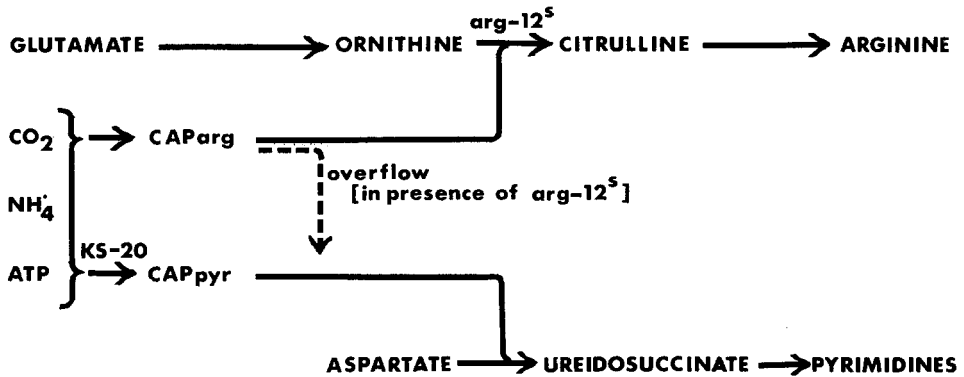 arg-12ˢ
GLUTAMATE ORNITHINE CITRULLINE ARGININE
CO₂ CAParg
overflow
[in presence of arg-12ˢ]
NH₄⁺
KS-20
ATP CAPpyr
ASPARTATE UREIDOSUCCINATE PYRIMIDINES